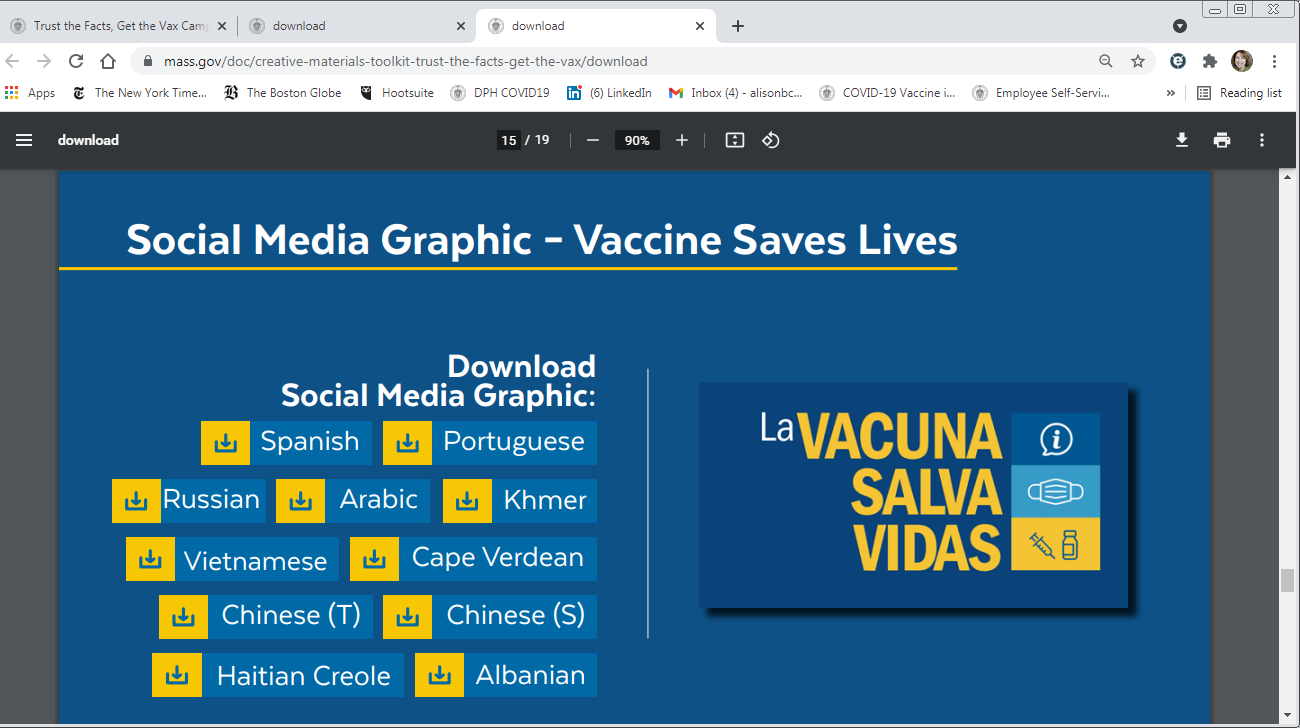 Trust the Facts, Get the Vax Cam
download
download
mass.gov/doc/creative-materials-toolkit-trust-the-facts-get-the-vax/download
Apps
The New York Time...
The Boston Globe
Hootsuite
DPH COVID19
(6) LinkedIn
Inbox (4) - alisonbc...
COVID-19 Vaccine i...
Employee Self-Servi...
»
Reading list
download
15 / 19
90%
Social Media Graphic – Vaccine Saves Lives
Download
Social Media Graphic:
Spanish
Portuguese
Russian
Arabic
Khmer
Vietnamese
Cape Verdean
Chinese (T)
Chinese (S)
Haitian Creole
Albanian
La VACUNA
SALVA
VIDAS